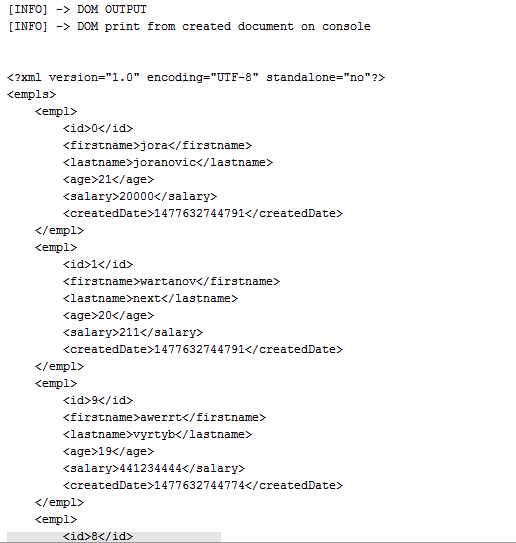 [INFO] -> DOM OUTPUT
[INFO] -> DOM print from created document on console
<?xml version="1.0" encoding="UTF-8" standalone="no"?>
<empls>
    <empl>
        <id>0</id>
        <firstname>jora</firstname>
        <lastname>joranovic</lastname>
        <age>21</age>
        <salary>20000</salary>
        <createdDate>1477632744791</createdDate>
    </empl>
    <empl>
        <id>1</id>
        <firstname>wartanov</firstname>
        <lastname>next</lastname>
        <age>20</age>
        <salary>211</salary>
        <createdDate>1477632744791</createdDate>
    </empl>
    <empl>
        <id>9</id>
        <firstname>awerrt</firstname>
        <lastname>vyrtyb</lastname>
        <age>19</age>
        <salary>441234444</salary>
        <createdDate>1477632744774</createdDate>
    </empl>
    <empl>
        <id>8</id>